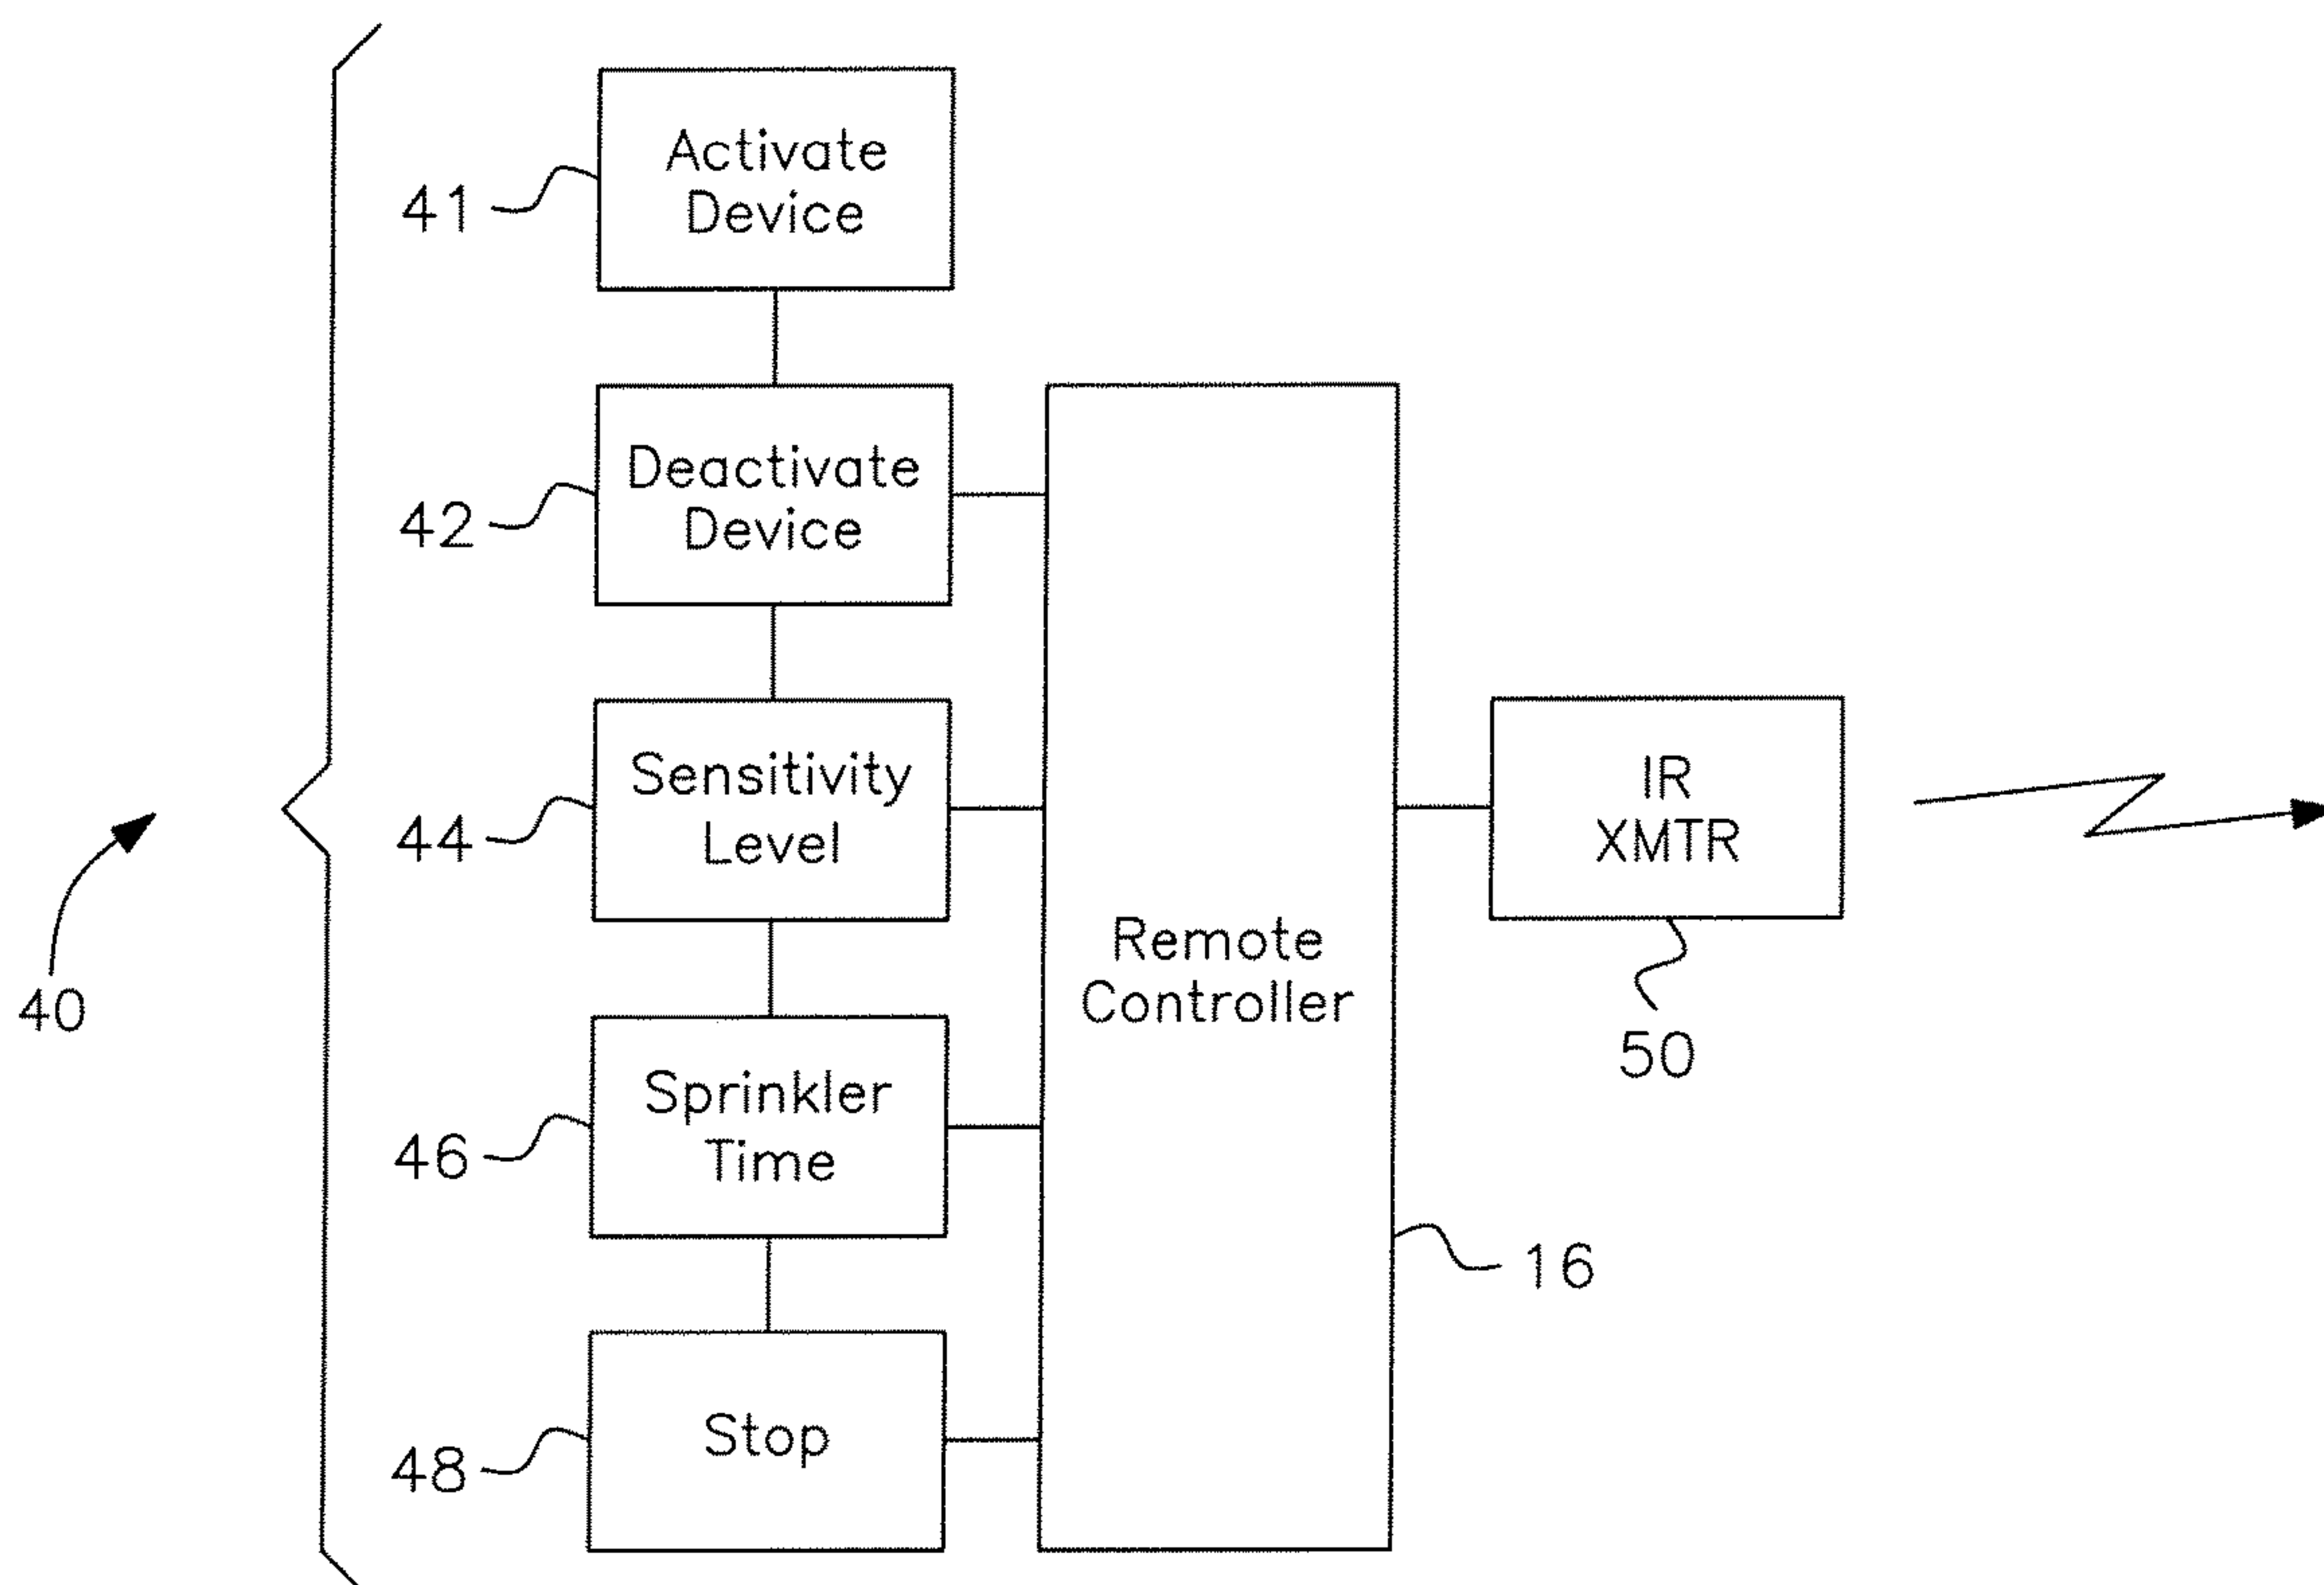 Activate
Device
41
Deactivate
Device
42
Sensitivity
Level
44
IR
XMTR
Remote
Controller
40
50
Sprinkler
Time
46
16
Stop
48